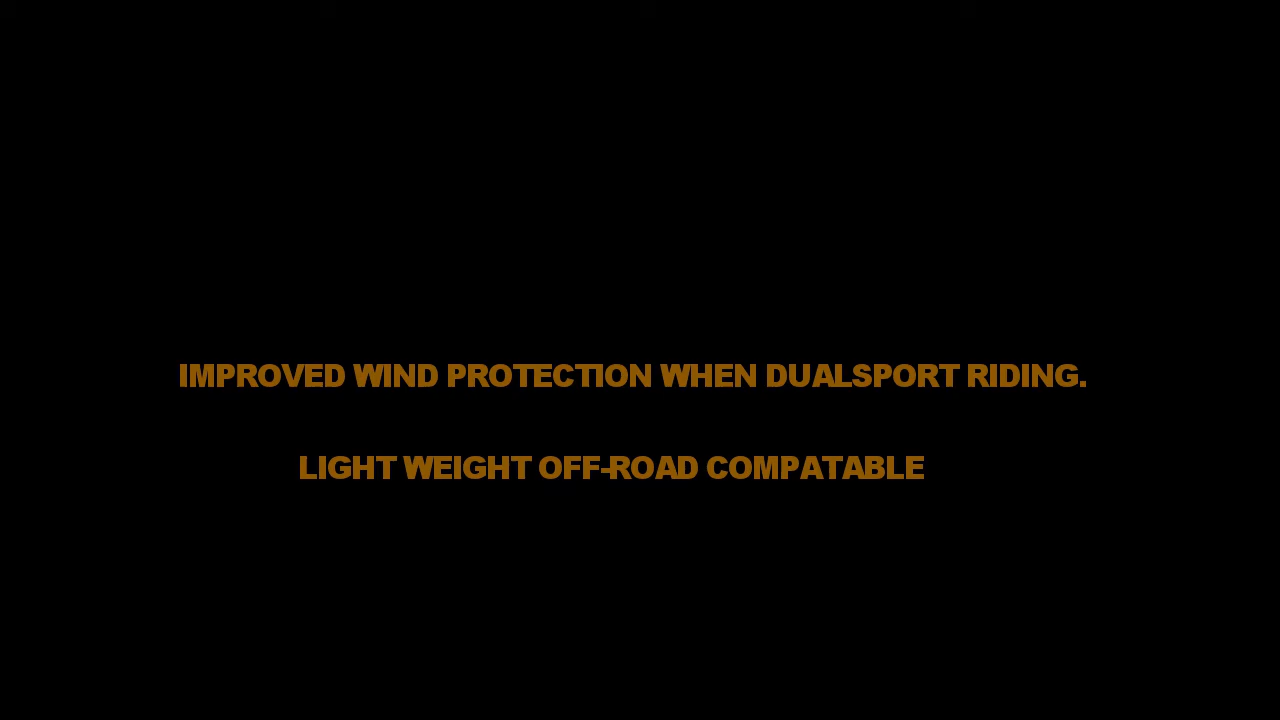 IMPROVED WIND PROTECTION WHEN DUALSPORT RIDING.
LIGHT WEIGHT OFF-ROAD COMPATABLE